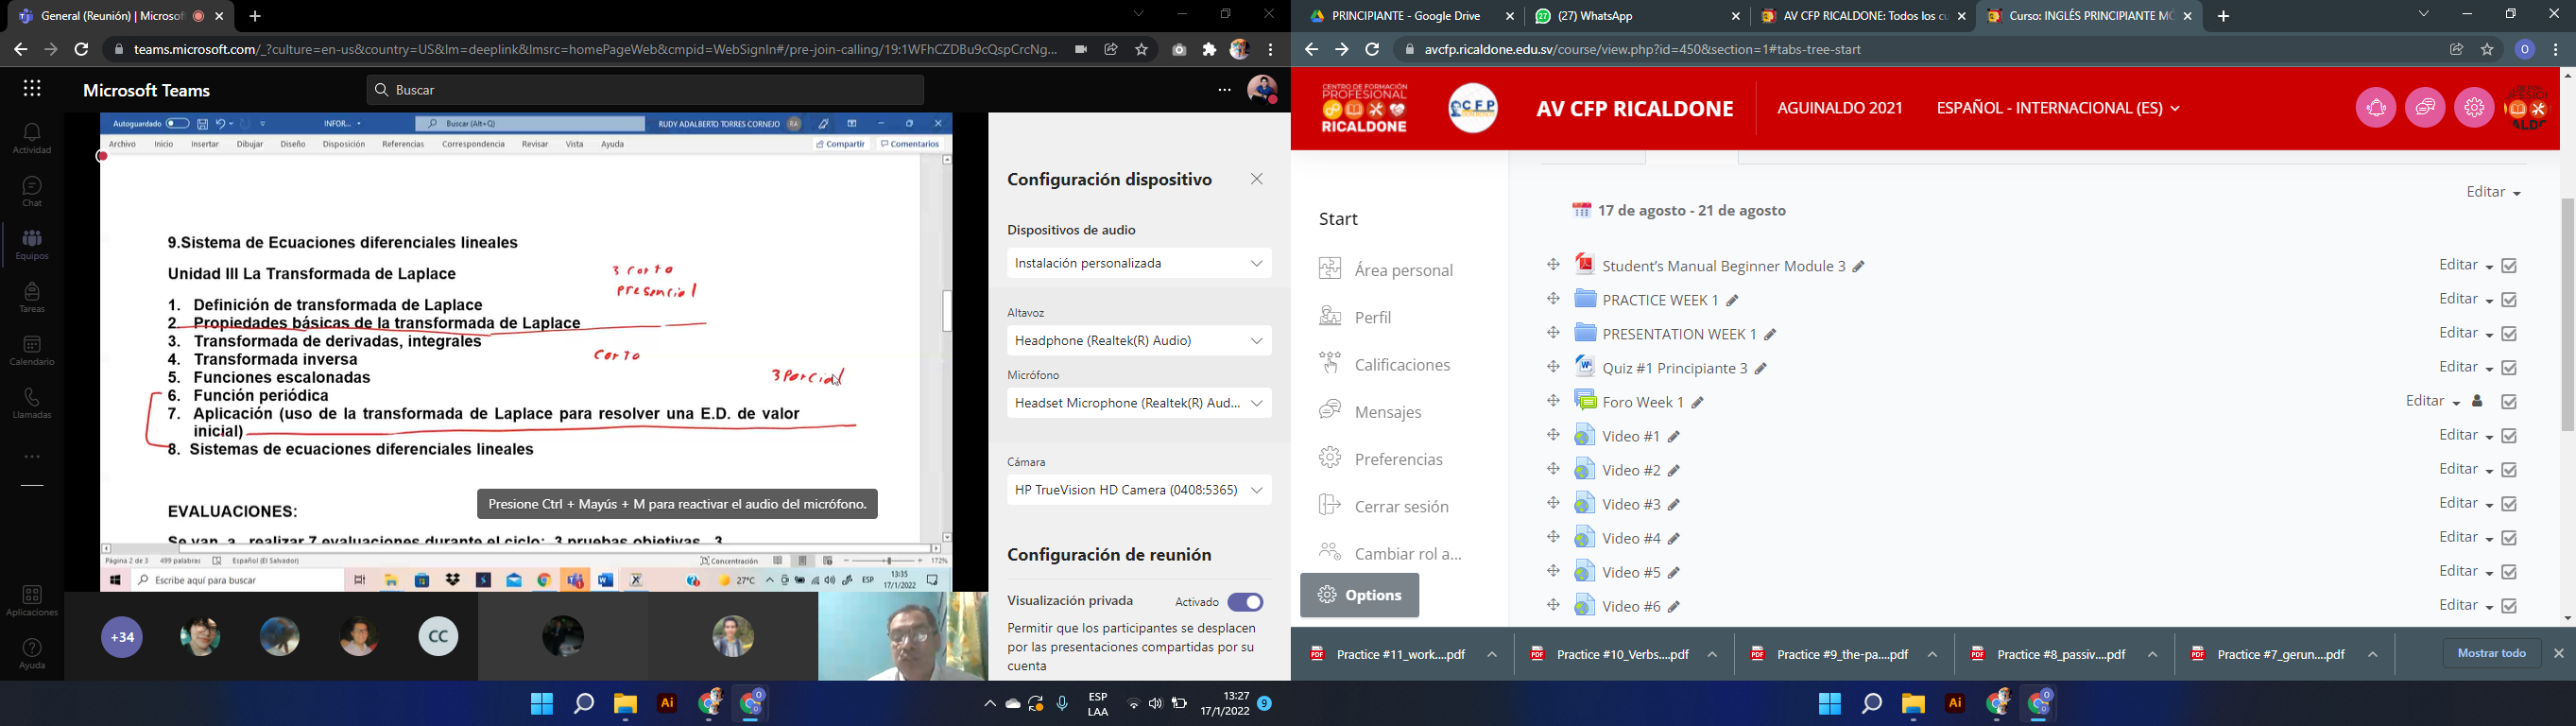 General (Reunión) | Microsof
teams.microsoft.com/_?culture=en-us&country=US&lm=deeplink&lmsrc=homePageWeb&cmpid=WebSignIn#/pre-join-calling/19:1WFhCZDBu9cQspCrcNg...
Microsoft Teams
Buscar
Actividad
Chat
Equipos
Tareas
Calendario
Llamadas
Aplicaciones
Ayuda
Autoguardado
INFOR...
Buscar (Alt+Q)
RUDY ADALBERTO TORRES CORNEJO
RA
Archivo Inicio Insertar Dibujar Diseño Disposición Referencias Correspondencia Revisar Vista Ayuda
Compartir
Comentarios
9.Sistema de Ecuaciones diferenciales lineales
Unidad III La Transformada de Laplace
3 corto
presencial
1. Definición de transformada de Laplace
2. Propiedades básicas de la transformada de Laplace
3. Transformada de derivadas, integrales
4. Transformada inversa
corto
5. Funciones escalonadas
3 Parcial
6. Función periódica
7. Aplicación (uso de la transformada de Laplace para resolver una E.D. de valor
inicial)
8. Sistemas de ecuaciones diferenciales lineales
Presione Ctrl + Mayús + M para reactivar el audio del micrófono.
EVALUACIONES:
Se van a realizar 7 evaluaciones durante el ciclo: 3 pruebas objetivas 3
Página 2 de 3 499 palabras Español (El Salvador)
Concentración
172%
Escribe aquí para buscar
27°C
ESP
13:35
17/1/2022
+34
CC
Configuración dispositivo
Dispositivos de audio
Instalación personalizada
Altavoz
Headphone (Realtek(R) Audio)
Micrófono
Headset Microphone (Realtek(R) Aud...
Cámara
HP TrueVision HD Camera (0408:5365)
Configuración de reunión
Visualización privada
Activado
Permitir que los participantes se desplacen
por las presentaciones compartidas por su
cuenta
Ai
ESP
LAA
13:27
17/1/2022
9
PRINCIPIANTE - Google Drive
(27) WhatsApp
AV CFP RICALDONE: Todos los cu
Curso: INGLÉS PRINCIPIANTE MÓ
avcfp.ricaldone.edu.sv/course/view.php?id=450&section=1#tabs-tree-start
O
CENTRO DE FORMACIÓN
PROFESIONAL
RICALDONE
CFP
AV CFP RICALDONE
AGUINALDO 2021
ESPAÑOL - INTERNACIONAL (ES)
Start
Área personal
Perfil
Calificaciones
Mensajes
Preferencias
Cerrar sesión
Cambiar rol a...
Options
Editar
17 de agosto - 21 de agosto
Student's Manual Beginner Module 3
Editar
PRACTICE WEEK 1
Editar
PRESENTATION WEEK 1
Editar
Quiz #1 Principiante 3
Editar
Foro Week 1
Editar
Video #1
Editar
Video #2
Editar
Video #3
Editar
Video #4
Editar
Video #5
Editar
Video #6
Editar
Practice #11_work....pdf
Practice #10_Verbs....pdf
Practice #9_the-pa....pdf
Practice #8_passiv....pdf
Practice #7_gerun....pdf
Mostrar todo
Ai